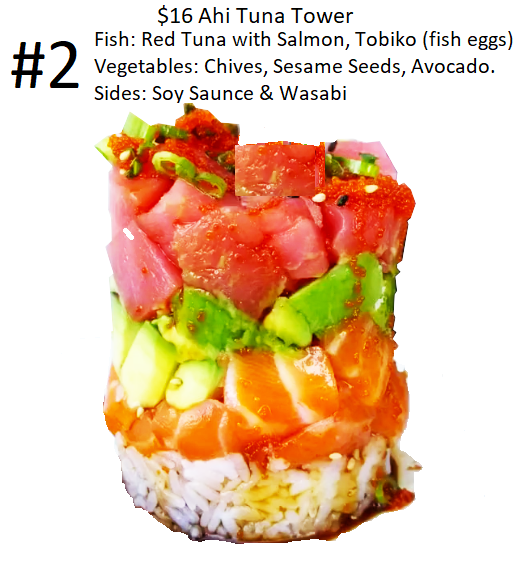 $16 Ahi Tuna Tower
#2
Fish: Red Tuna with Salmon, Tobiko (fish eggs)
Vegetables: Chives, Sesame Seeds, Avocado.
Sides: Soy Saunce & Wasabi